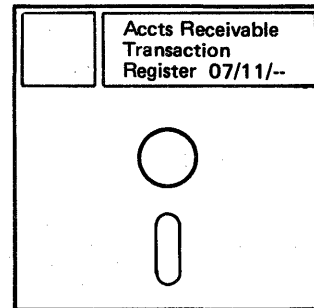 Accts Receivable
Transaction
Register 07/11/--